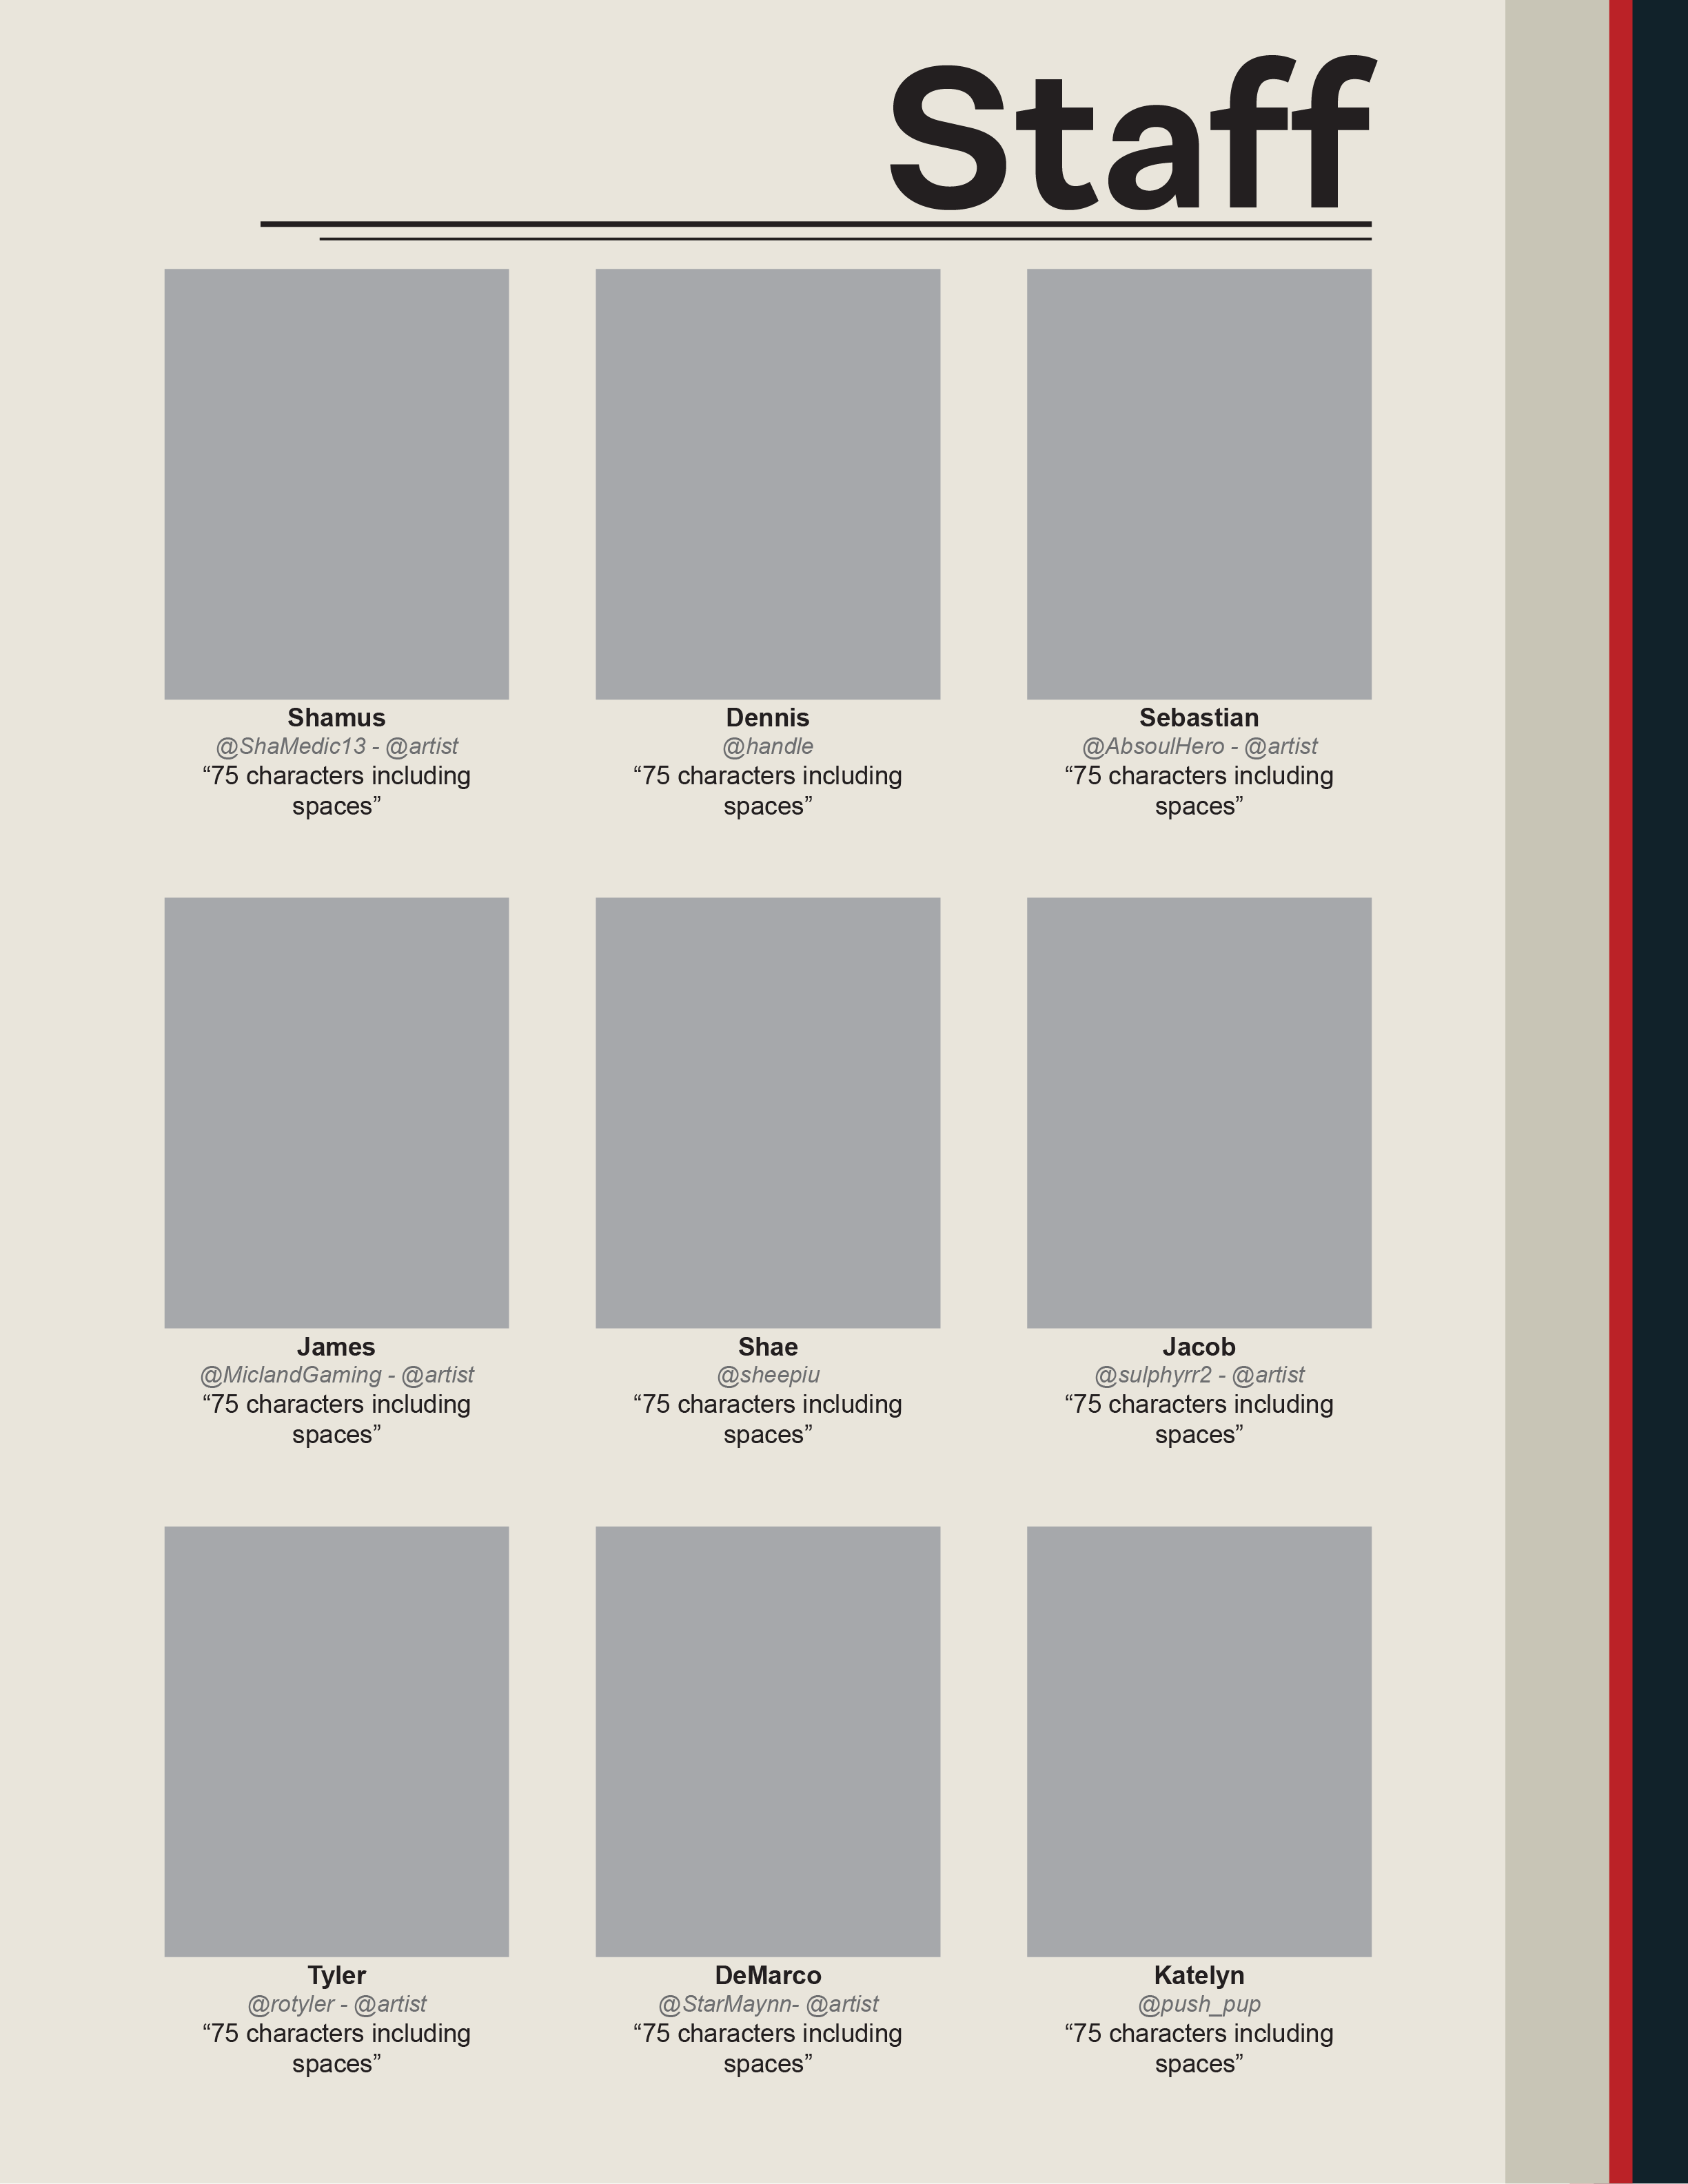 Staff
Shamus
@ShaMedic13 - @artist
“75 characters including
spaces”
Dennis
@handle
“75 characters including
spaces”
Sebastian
@AbsoulHero - @artist
“75 characters including
spaces”
James
@MiclandGaming - @artist
“75 characters including
spaces”
Shae
@sheepiu
“75 characters including
spaces”
Jacob
@sulphyrr2 - @artist
“75 characters including
spaces”
Tyler
@rotyler - @artist
“75 characters including
spaces”
DeMarco
@StarMaynn- @artist
“75 characters including
spaces”
Katelyn
@push_pup
“75 characters including
spaces”